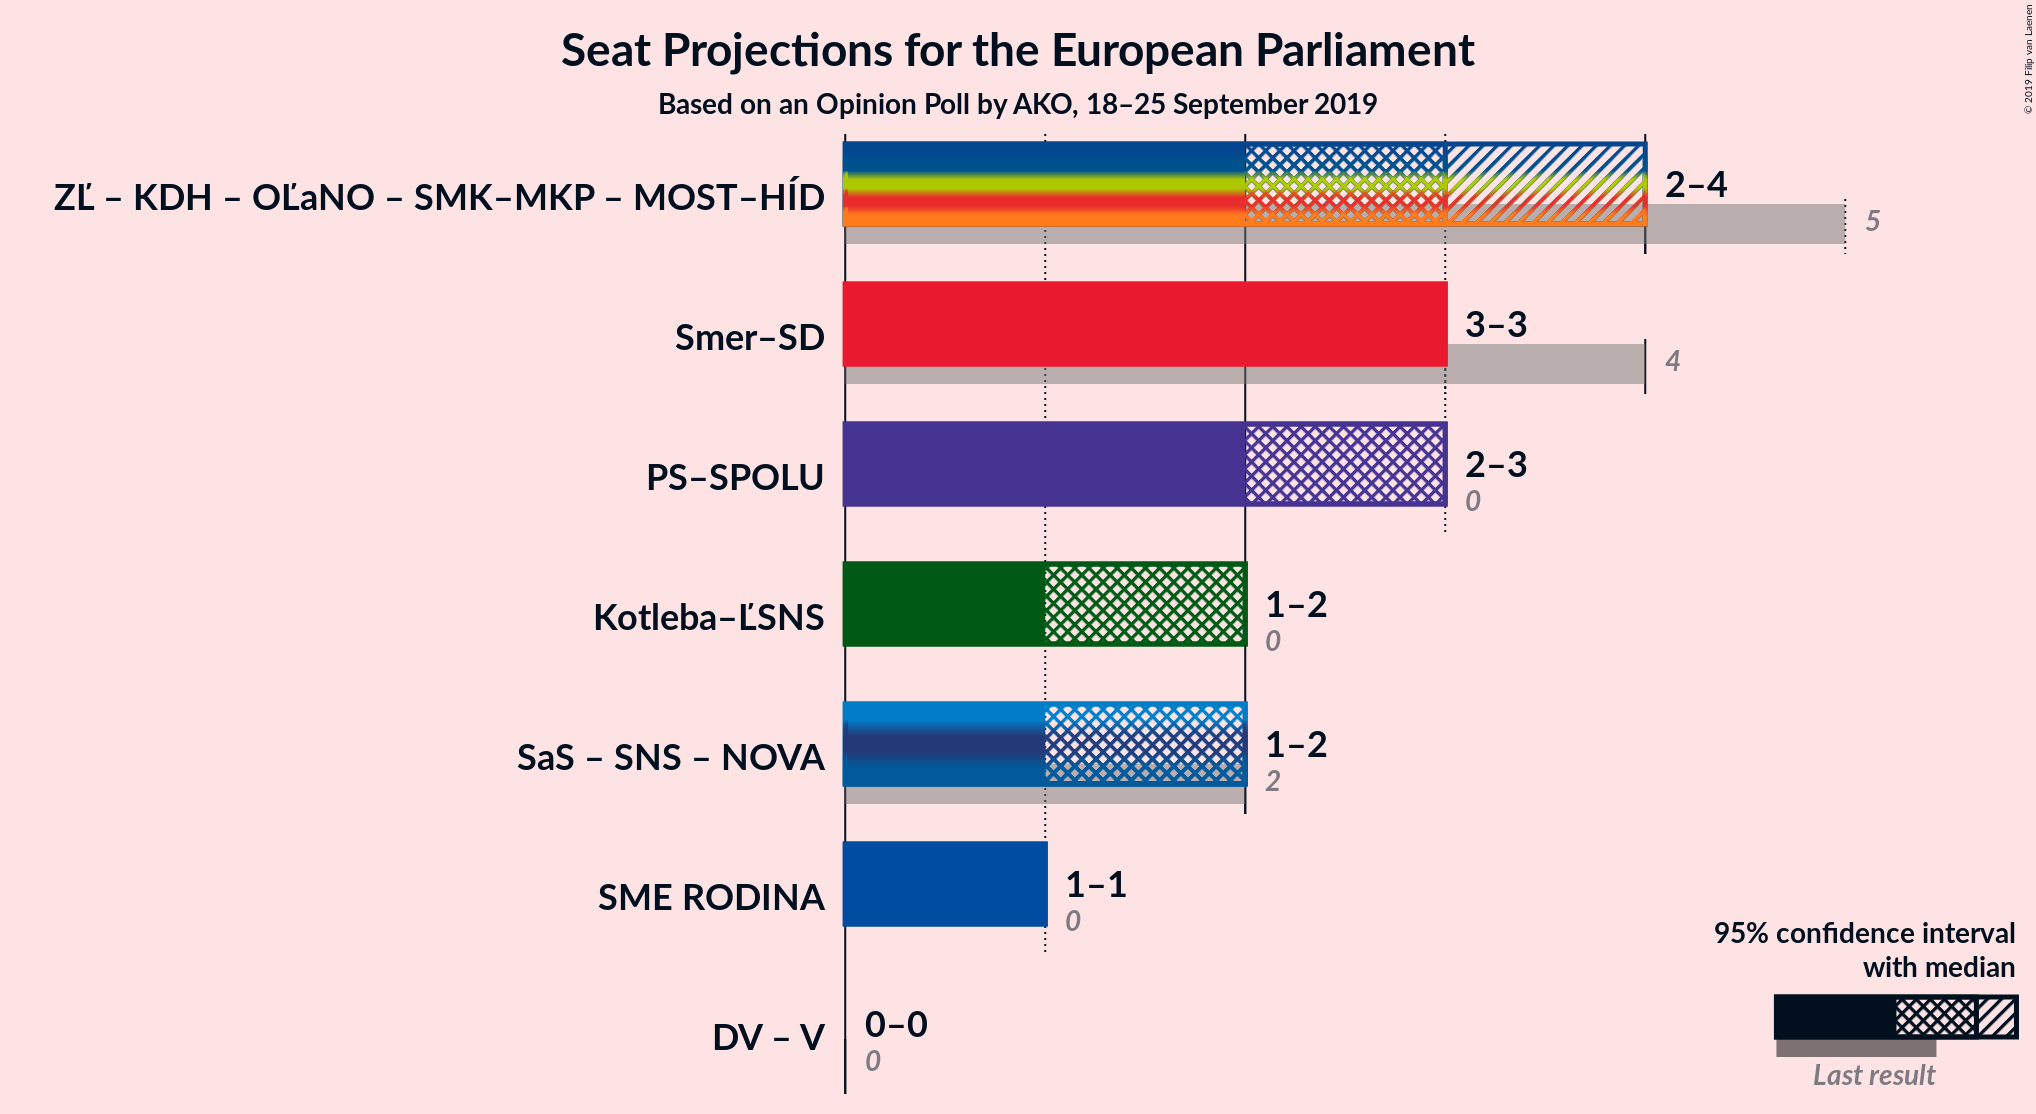 Seat Projections for the European Parliament
Based on an Opinion Poll by AKO, 18–25 September 2019
© 2019 Filip van Laenen
ZĽ – KDH – OĽaNO – SMK–MKP – MOST–HÍD
2–4
5
Smer–SD
3–3
4
PS–SPOLU
2–3
0
Kotleba–ĽSNS
1–2
0
SaS – SNS – NOVA
1–2
2
SME RODINA
1–1
0
DV – V
0–0
0
95% confidence interval
with median
Last result